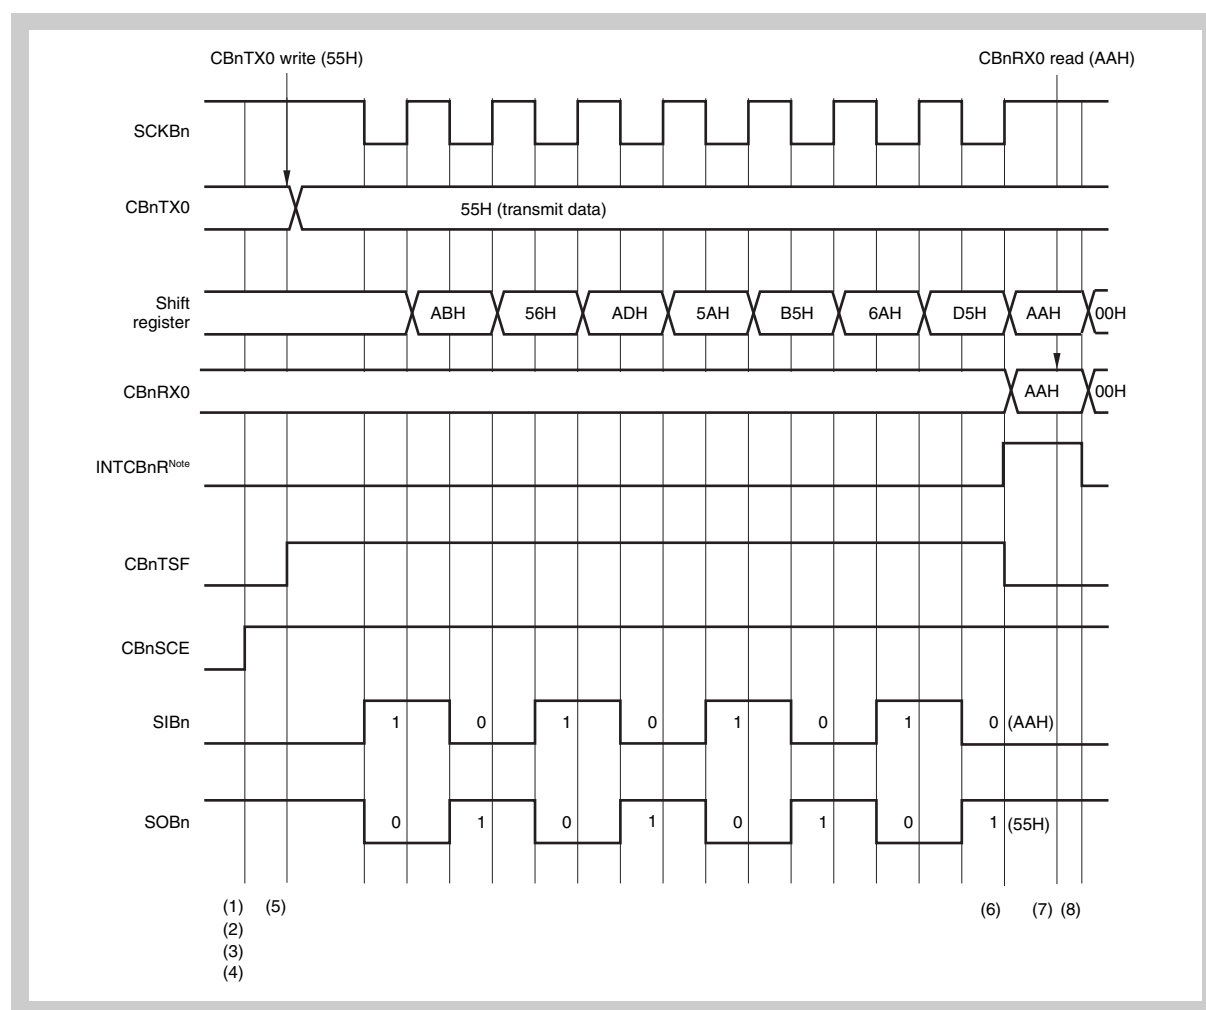 CBnTX0 write (55H)
CBnRX0 read (AAH)
SCKBn
CBnTX0
55H (transmit data)
Shift
register
ABH
56H
ADH
5AH
B5H
6AH
D5H
AAH
00H
CBnRX0
AAH
00H
INTCBnRNote
CBnTSF
CBnSCE
SIBn
1 0 1 0 1 0 1 0 (AAH)
SOBn
0 1 0 1 0 1 0 1 (55H)
(1) (5) (6) (7) (8)
(2)
(3)
(4)